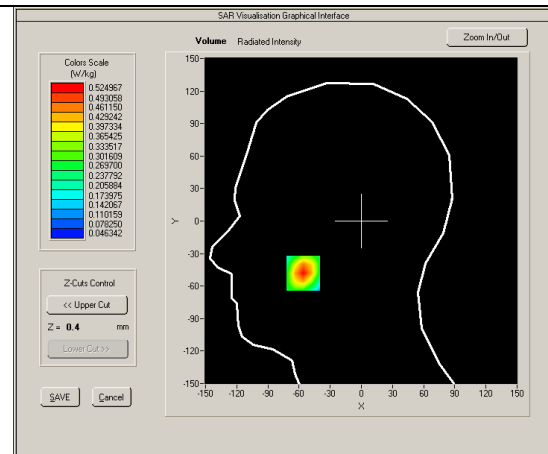 SAR Visualisation Graphical Interface
Volume Radiated Intensity
Zoom In/Out
Colors Scale
(W/kg)
0.524967
0.493058
0.461150
0.429242
0.397334
0.365425
0.333517
0.301609
0.269700
0.237792
0.205884
0.173975
0.142067
0.110159
0.078250
0.046342
Z-Cuts Control
<< Upper Cut
Z = 0.4 mm
Lower Cut >>
SAVE Cancel
150-
120-
90-
60-
30-
Y 0-
-30-
-60-
-90-
-120-
-150-
-150 -120 -90 -60 -30 0 30 60 90 120 150
X